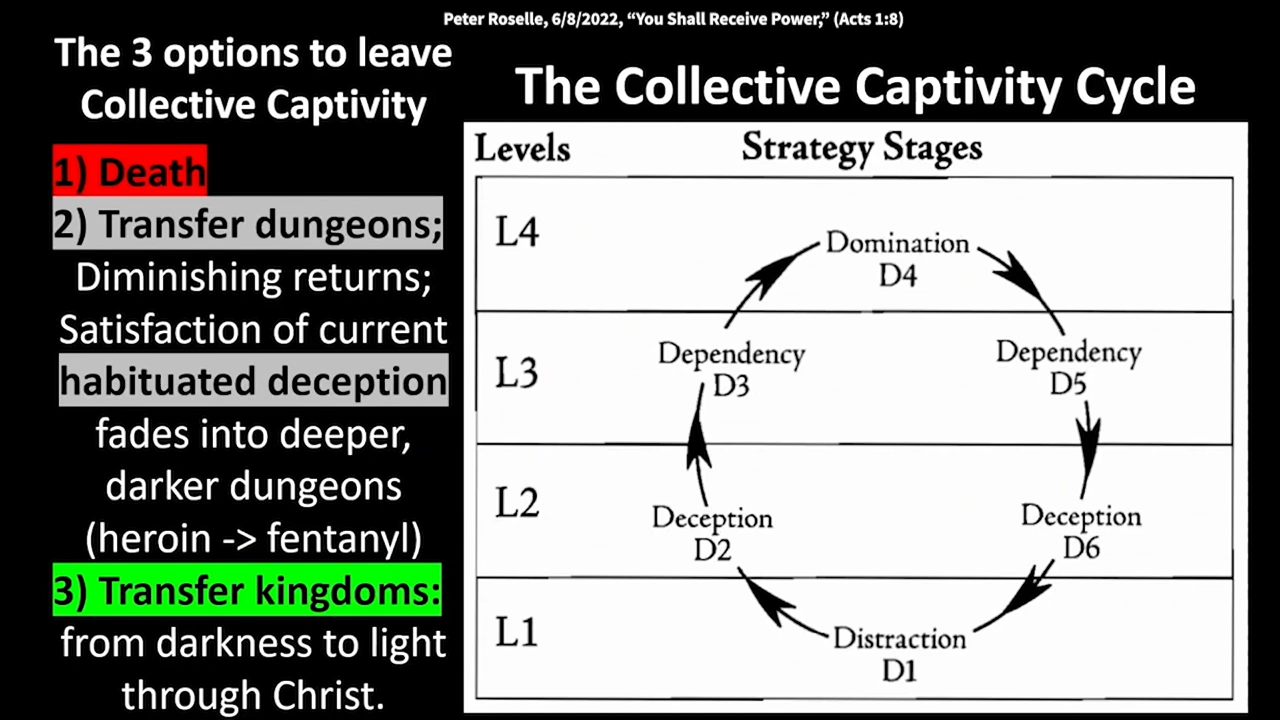 Peter Roselle, 6/8/2022, “You Shall Receive Power,” (Acts 1:8)
The 3 options to leave
Collective Captivity
1) Death
2) Transfer dungeons;
Diminishing returns;
Satisfaction of current
habituated deception
fades into deeper,
darker dungeons
(heroin -> fentanyl)
3) Transfer kingdoms:
from darkness to light
through Christ.
The Collective Captivity Cycle
Levels
Strategy Stages
L4
Domination
D4
L3
Dependency
D3
Dependency
D5
L2
Deception
D2
Deception
D6
L1
Distraction
D1